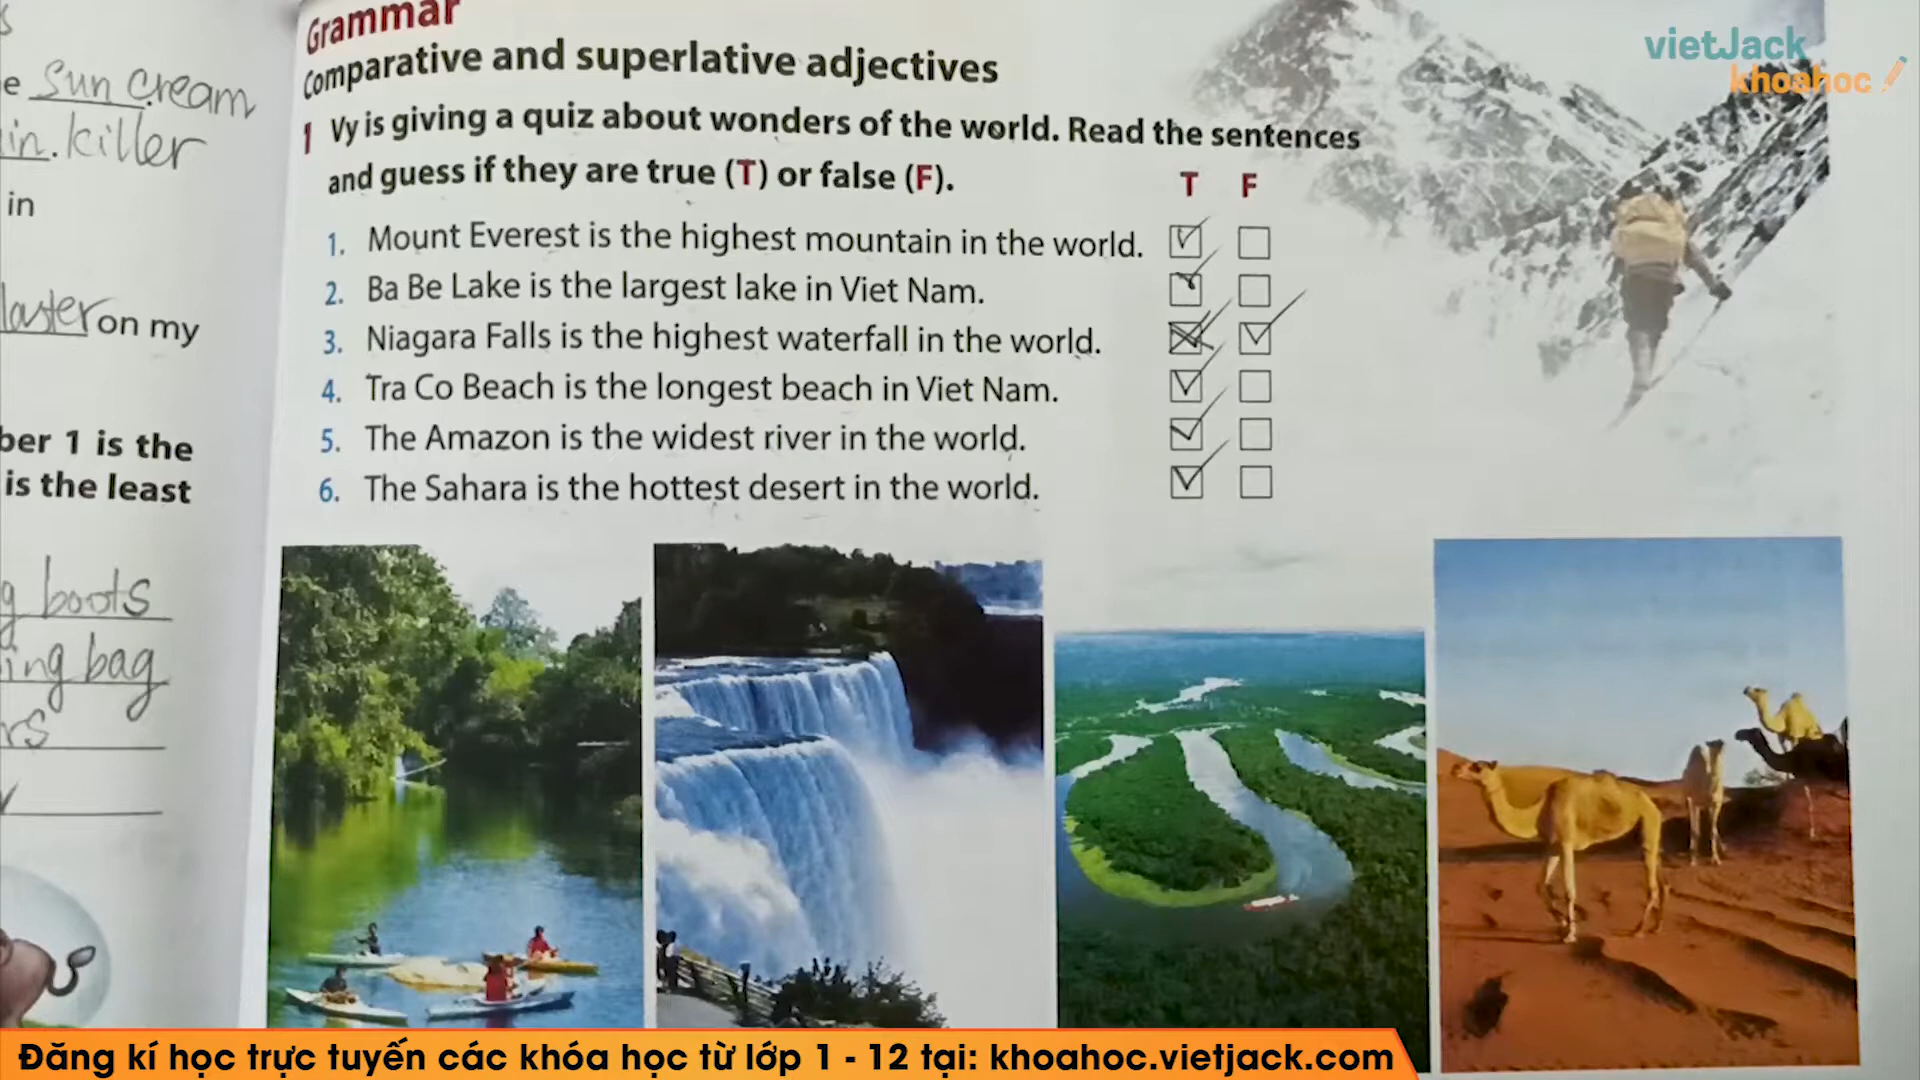 e Sun cream
in killer
in
laster on my
ber 1 is the
is the least
g boots
ing bag
rs
Grammar
Comparative and superlative adjectives
1 Vy is giving a quiz about wonders of the world. Read the sentences
and guess if they are true (T) or false (F).
T F
1. Mount Everest is the highest mountain in the world.
2. Ba Be Lake is the largest lake in Viet Nam.
3. Niagara Falls is the highest waterfall in the world.
4. Tra Co Beach is the longest beach in Viet Nam.
5. The Amazon is the widest river in the world.
6. The Sahara is the hottest desert in the world.
vietJack
khoahoc
Đăng kí học trực tuyến các khóa học từ lớp 1 - 12 tại: khoahoc.vietjack.com